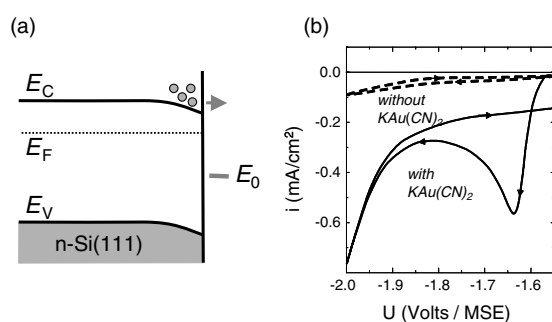 (a)
E_C
E_F
E_0
E_V
n-Si(111)
(b)
0.0
-0.2
-0.4
-0.6
i (mA/cm²)
without
KAu(CN)₂
with
KAu(CN)₂
-2.0 -1.9 -1.8 -1.7 -1.6
U (Volts / MSE)